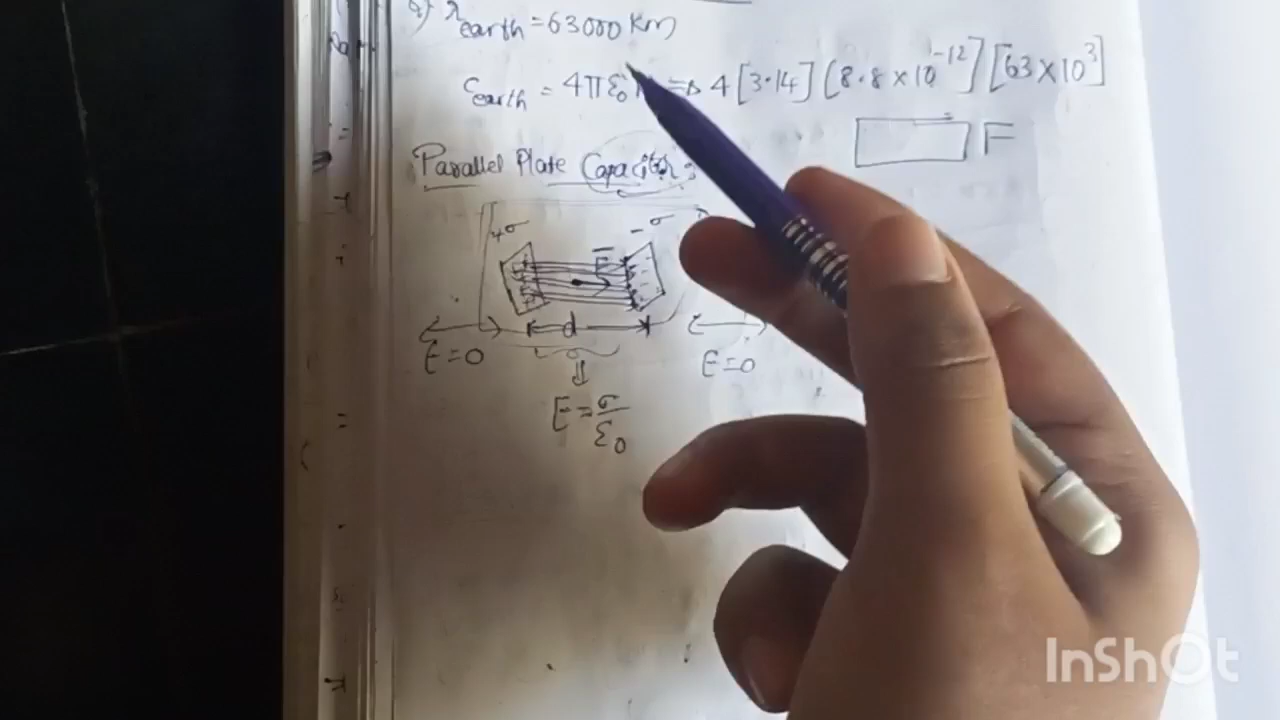 r earth = 63000 Km
C earth = 4πε₀ ⇒ 4 [3.14] (8.8 × 10⁻¹²] [63 × 10³]
F
Parallel Plate Capacitor :
+σ -σ
E
d
E=0 E=0
E = σ/ε₀
InShOt